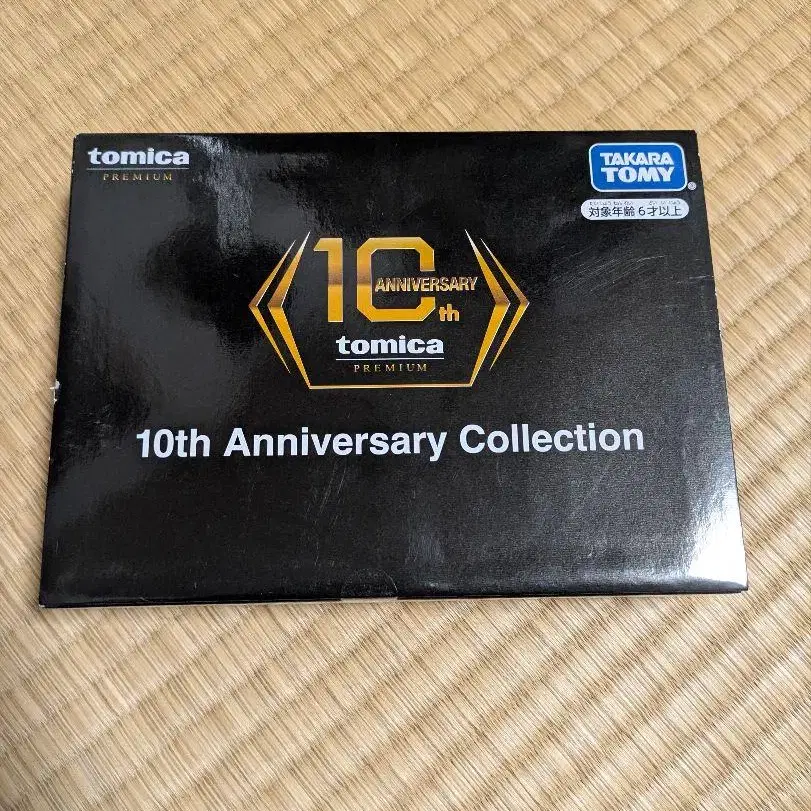 tomica
PREMIUM
TAKARA
TOMY
®
対象年齢6才以上
10
ANNIVERSARY
th
tomica
PREMIUM
10th Anniversary Collection